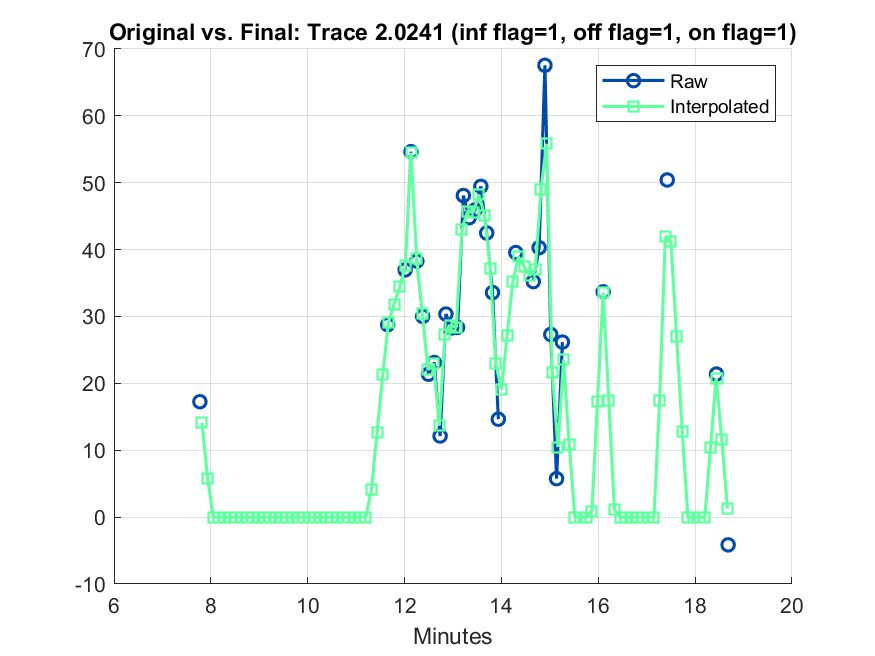 Original vs. Final: Trace 2.0241 (inf flag=1, off flag=1, on flag=1)
70
60
50
40
30
20
10
0
-10
Raw
Interpolated
6 8 10 12 14 16 18 20
Minutes